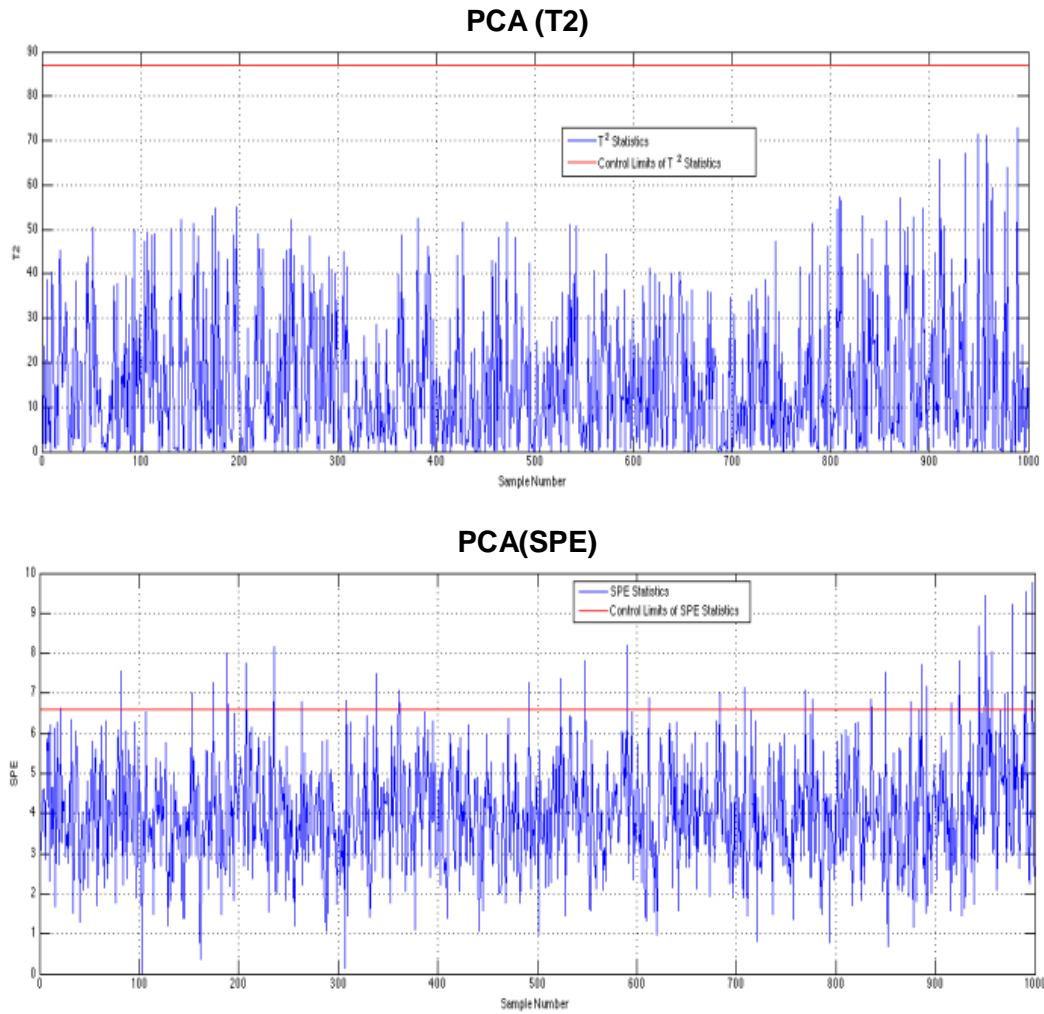 PCA (T2)
90
80
70
60
50
40
30
20
10
0
T2
T 2 Statistics
Control Limits of T 2 Statistics
0 100 200 300 400 500 600 700 800 900 1000
Sample Number
PCA(SPE)
10
9
8
7
6
5
4
3
2
1
0
SPE
SPE Statistics
Control Limits of SPE Statistics
0 100 200 300 400 500 600 700 800 900 1000
Sample Number